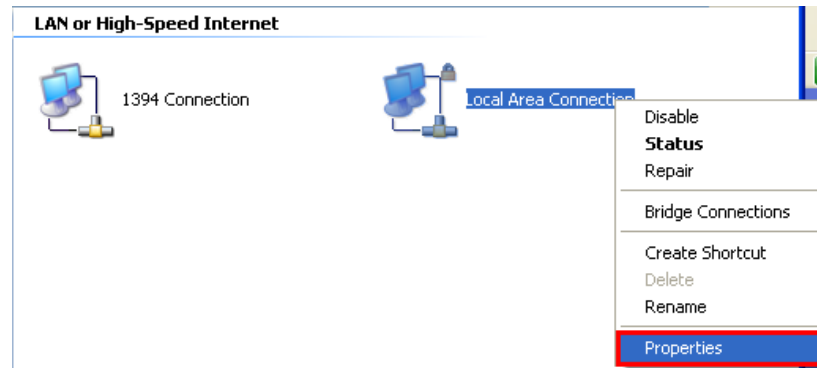 LAN or High-Speed Internet
1394 Connection
Local Area Connection
Disable
Status
Repair
Bridge Connections
Create Shortcut
Delete
Rename
Properties